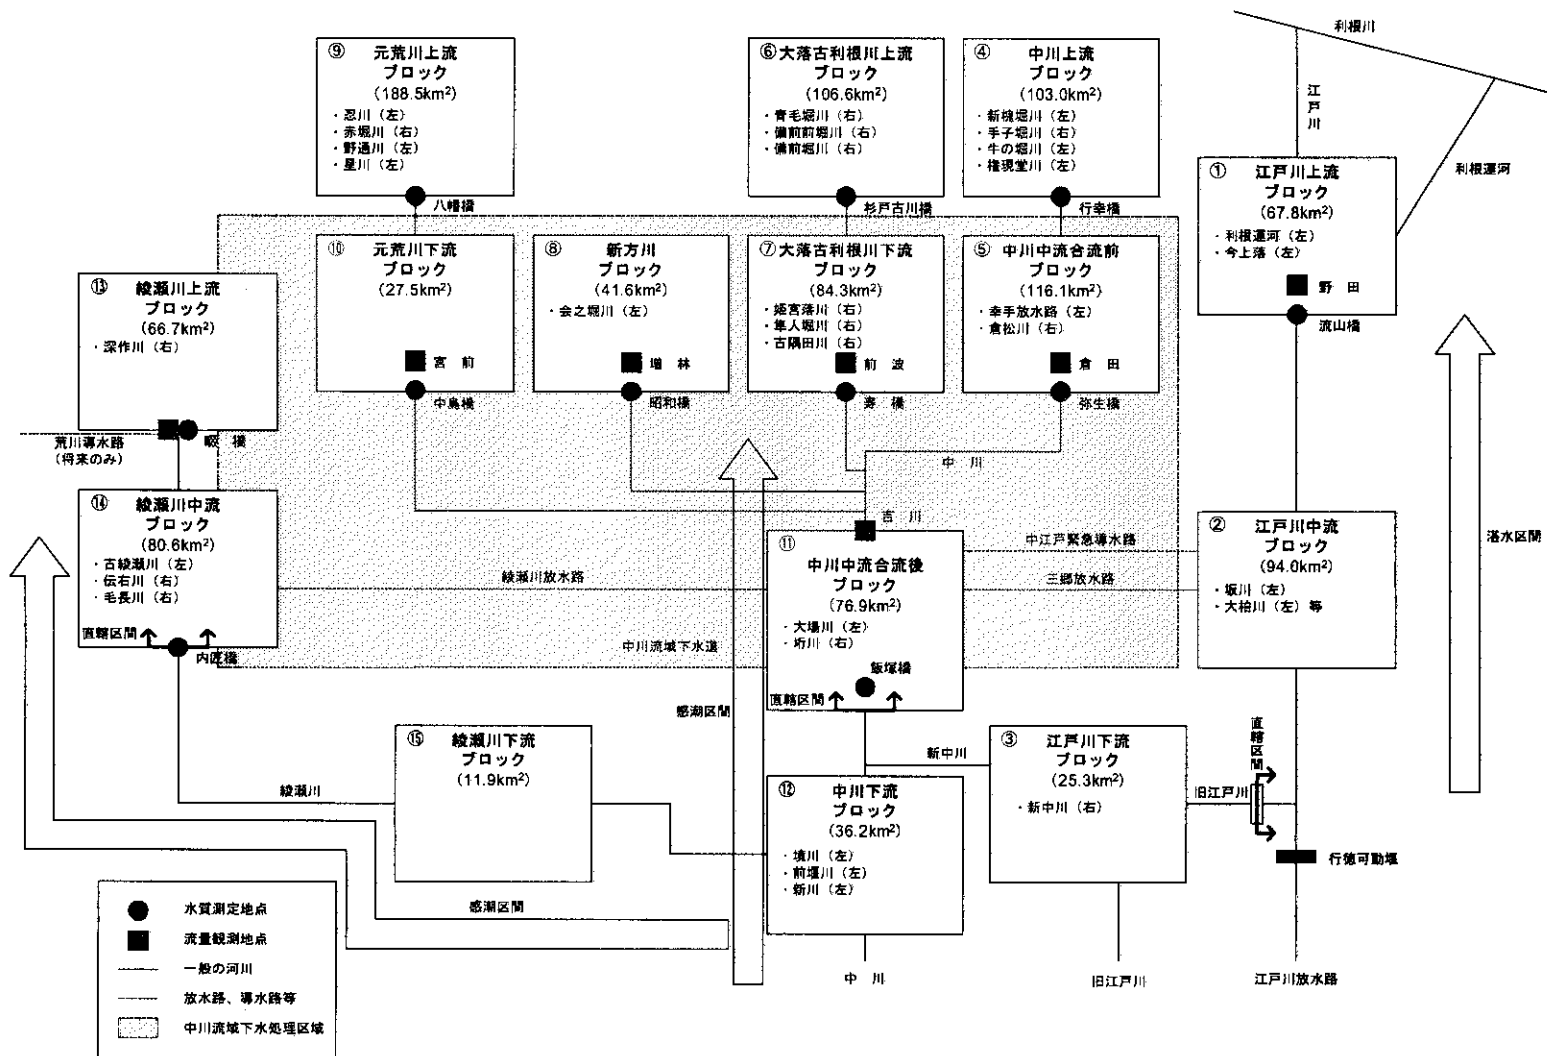 利根川
江戸川
利根運河
⑨ 元荒川上流
ブロック
(188.5km²)
・忍川（左）
・赤堀川（右）
・野通川（左）
・星川（左）
八幡橋
⑥大落古利根川上流
ブロック
(106.6km²)
・青毛堀川（右）
・備前前堀川（右）
・備前堀川（右）
杉戸古川橋
④ 中川上流
ブロック
(103.0km²)
・新槐堀川（左）
・手子堀川（右）
・牛の堀川（左）
・権現堂川（左）
行幸橋
① 江戸川上流
ブロック
(67.8km²)
・利根運河（左）
・今上落（左）
野田
流山橋
⑩ 元荒川下流
ブロック
(27.5km²)
宮前
中島橋
⑧ 新方川
ブロック
(41.6km²)
・会之堀川（左）
増林
昭和橋
⑦大落古利根川下流
ブロック
(84.3km²)
・姫宮落川（右）
・隼人堀川（右）
・古隅田川（右）
前波
寿橋
⑤ 中川中流合流前
ブロック
(116.1km²)
・幸手放水路（左）
・倉松川（右）
倉田
弥生橋
⑬ 綾瀬川上流
ブロック
(66.7km²)
・深作川（右）
畷橋
荒川導水路
（将来のみ）
中川
吉川
⑭ 綾瀬川中流
ブロック
(80.6km²)
・古綾瀬川（左）
・伝右川（右）
・毛長川（右）
直轄区間
内匠橋
綾瀬川放水路
中川流域下水道
⑪
中川中流合流後
ブロック
(76.9km²)
・大場川（左）
・垳川（右）
飯塚橋
直轄区間
中江戸緊急導水路
三郷放水路
② 江戸川中流
ブロック
(94.0km²)
・坂川（左）
・大柏川（左）等
湛水区間
感潮区間
⑮ 綾瀬川下流
ブロック
(11.9km²)
綾瀬川
新中川
③ 江戸川下流
ブロック
(25.3km²)
・新中川（右）
旧江戸川
直轄区間
行徳可動堰
⑫ 中川下流
ブロック
(36.2km²)
・境川（左）
・前堰川（左）
・新川（左）
感潮区間
中川
旧江戸川
江戸川放水路
水質測定地点
流量観測地点
一般の河川
放水路、導水路等
中川流域下水処理区域